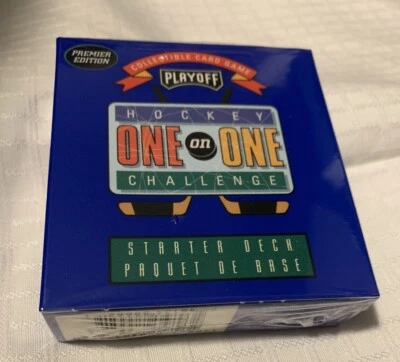 PREMIER
EDITION
COLLECTIBLE CARD GAME
PLAYOFF
HOCKEY
ONE on ONE
CHALLENGE
STARTER DECK
PAQUET DE BASE